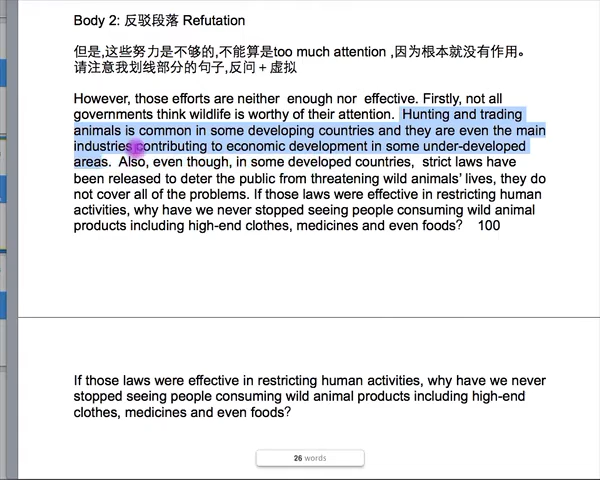 Body 2: 反驳段落 Refutation
但是,这些努力是不够的,不能算是too much attention ,因为根本就没有作用。
请注意我划线部分的句子,反问＋虚拟
However, those efforts are neither  enough nor  effective. Firstly, not all
governments think wildlife is worthy of their attention.  Hunting and trading
animals is common in some developing countries and they are even the main
industries contributing to economic development in some under-developed
areas.  Also, even though, in some developed countries,  strict laws have
been released to deter the public from threatening wild animals' lives, they do
not cover all of the problems. If those laws were effective in restricting human
activities, why have we never stopped seeing people consuming wild animal
products including high-end clothes, medicines and even foods?    100
If those laws were effective in restricting human activities, why have we never
stopped seeing people consuming wild animal products including high-end
clothes, medicines and even foods?
26 words